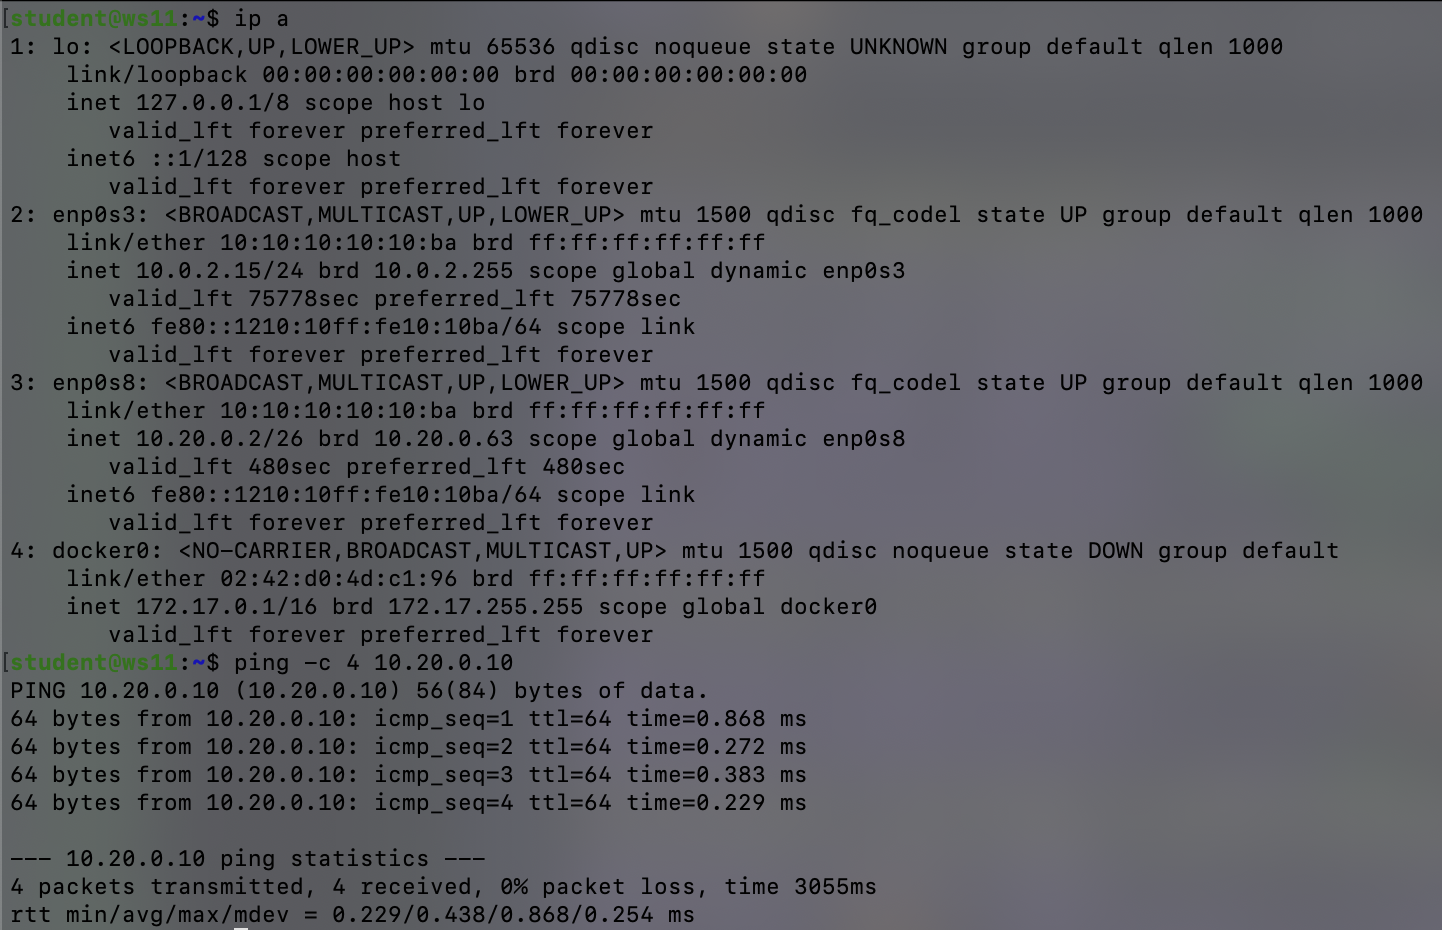 [student@ws11:~$ ip a
1: lo: <LOOPBACK,UP,LOWER_UP> mtu 65536 qdisc noqueue state UNKNOWN group default qlen 1000
    link/loopback 00:00:00:00:00:00 brd 00:00:00:00:00:00
    inet 127.0.0.1/8 scope host lo
       valid_lft forever preferred_lft forever
    inet6 ::1/128 scope host
       valid_lft forever preferred_lft forever
2: enp0s3: <BROADCAST,MULTICAST,UP,LOWER_UP> mtu 1500 qdisc fq_codel state UP group default qlen 1000
    link/ether 10:10:10:10:10:ba brd ff:ff:ff:ff:ff:ff
    inet 10.0.2.15/24 brd 10.0.2.255 scope global dynamic enp0s3
       valid_lft 75778sec preferred_lft 75778sec
    inet6 fe80::1210:10ff:fe10:10ba/64 scope link
       valid_lft forever preferred_lft forever
3: enp0s8: <BROADCAST,MULTICAST,UP,LOWER_UP> mtu 1500 qdisc fq_codel state UP group default qlen 1000
    link/ether 10:10:10:10:10:ba brd ff:ff:ff:ff:ff:ff
    inet 10.20.0.2/26 brd 10.20.0.63 scope global dynamic enp0s8
       valid_lft 480sec preferred_lft 480sec
    inet6 fe80::1210:10ff:fe10:10ba/64 scope link
       valid_lft forever preferred_lft forever
4: docker0: <NO-CARRIER,BROADCAST,MULTICAST,UP> mtu 1500 qdisc noqueue state DOWN group default
    link/ether 02:42:d0:4d:c1:96 brd ff:ff:ff:ff:ff:ff
    inet 172.17.0.1/16 brd 172.17.255.255 scope global docker0
       valid_lft forever preferred_lft forever
[student@ws11:~$ ping -c 4 10.20.0.10
PING 10.20.0.10 (10.20.0.10) 56(84) bytes of data.
64 bytes from 10.20.0.10: icmp_seq=1 ttl=64 time=0.868 ms
64 bytes from 10.20.0.10: icmp_seq=2 ttl=64 time=0.272 ms
64 bytes from 10.20.0.10: icmp_seq=3 ttl=64 time=0.383 ms
64 bytes from 10.20.0.10: icmp_seq=4 ttl=64 time=0.229 ms

--- 10.20.0.10 ping statistics ---
4 packets transmitted, 4 received, 0% packet loss, time 3055ms
rtt min/avg/max/mdev = 0.229/0.438/0.868/0.254 ms